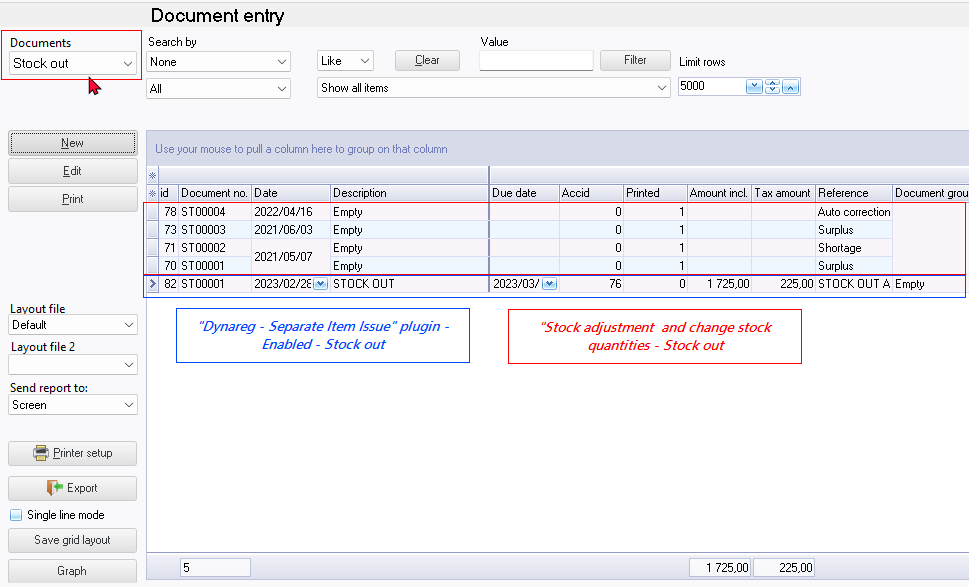 Document entry
Documents
Stock out
Search by
None
All
Like
Clear
Show all items
Value
Filter
Limit rows
5000
New
Edit
Print
Use your mouse to pull a column here to group on that column
id Document no. Date Description Due date Accid Printed Amount incl. Tax amount Reference Document grou
78 ST00004 2022/04/16 Empty 0 1 Auto correction
73 ST00003 2021/06/03 Empty 0 1 Surplus
71 ST00002 2021/05/07 Empty 0 1 Shortage
70 ST00001 Empty 0 1 Surplus
82 ST00001 2023/02/28 STOCK OUT 2023/03/ 76 0 1 725,00 225,00 STOCK OUT A Empty
"Dynareg - Separate Item Issue" plugin -
Enabled - Stock out
"Stock adjustment and change stock
quantities - Stock out
Layout file
Default
Layout file 2
Send report to:
Screen
Printer setup
Export
Single line mode
Save grid layout
Graph
5 1 725,00 225,00